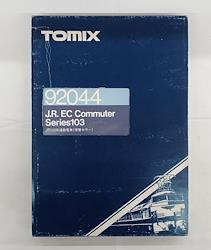 TOMIX
92044
J.R. EC Commuter
Series103